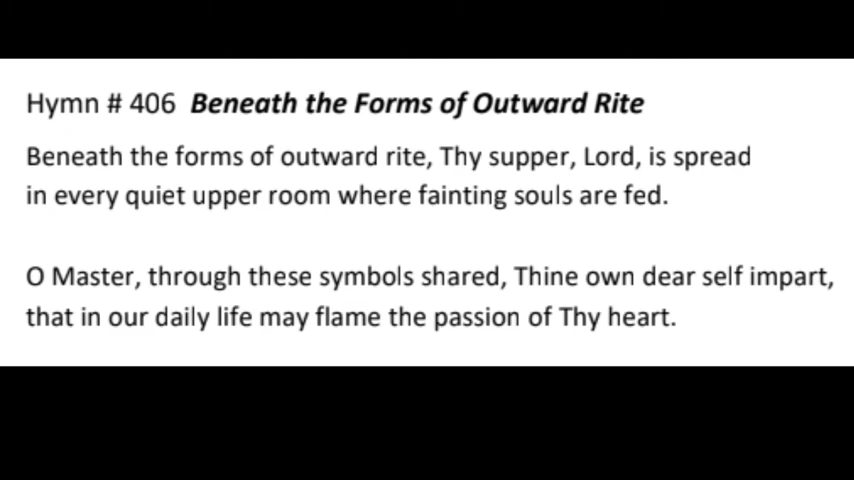 Hymn # 406 Beneath the Forms of Outward Rite
Beneath the forms of outward rite, Thy supper, Lord, is spread
in every quiet upper room where fainting souls are fed.
O Master, through these symbols shared, Thine own dear self impart,
that in our daily life may flame the passion of Thy heart.